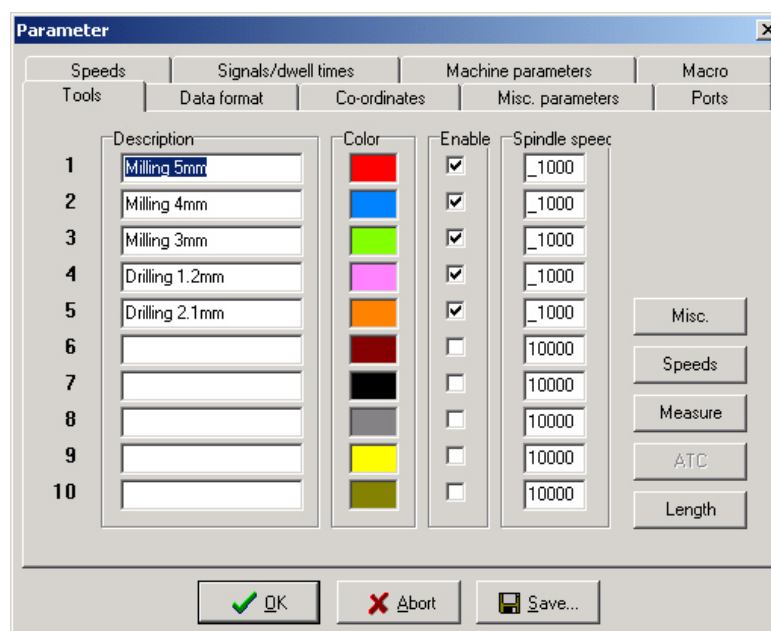 Parameter
Speeds Signals/dwell times Machine parameters Macro
Tools Data format Co-ordinates Misc. parameters Ports
Description Color Enable Spindle speec
1 Milling 5mm _1000
2 Milling 4mm _1000
3 Milling 3mm _1000
4 Drilling 1.2mm _1000
5 Drilling 2.1mm _1000
Misc.
6 10000
Speeds
7 10000
Measure
8 10000
9 10000
ATC
10 10000
Length
OK Abort Save...